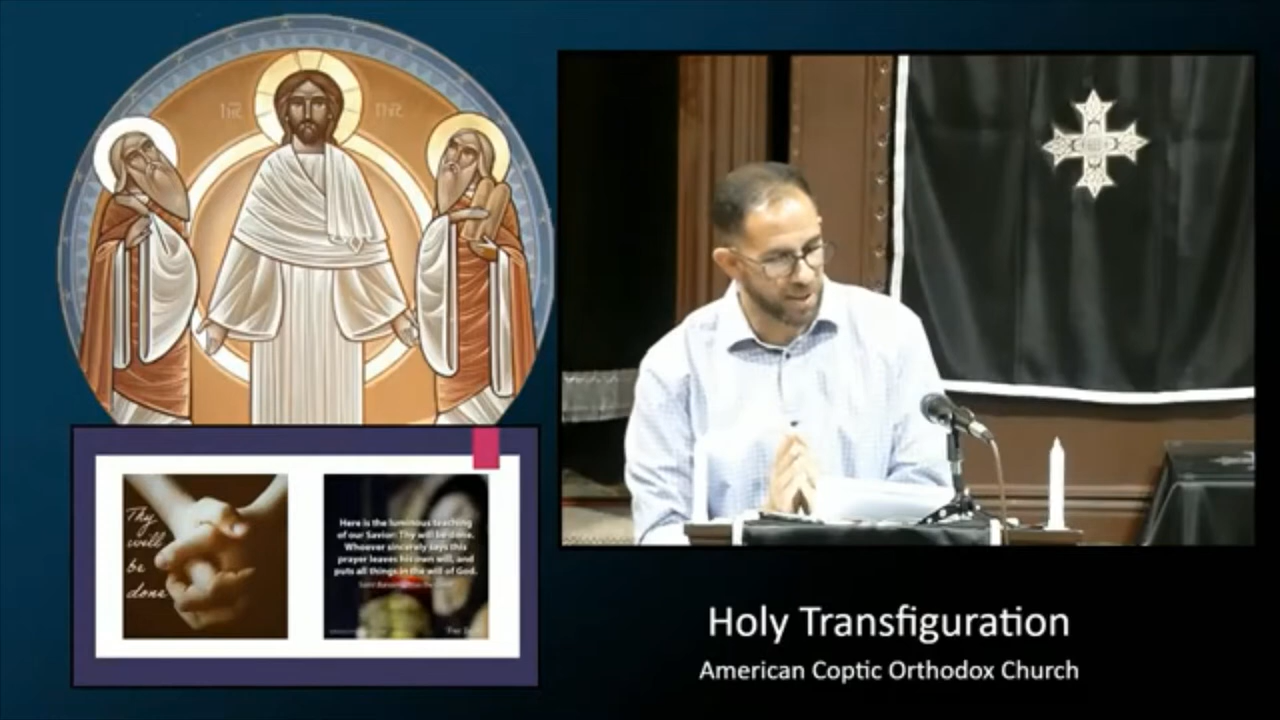 Thy
will
be
done
Here is the luminous teaching
of our Savior: Thy will be done.
Whoever sincerely says this
prayer leaves his own will, and
puts all things in the will of God.
Holy Transfiguration
American Coptic Orthodox Church